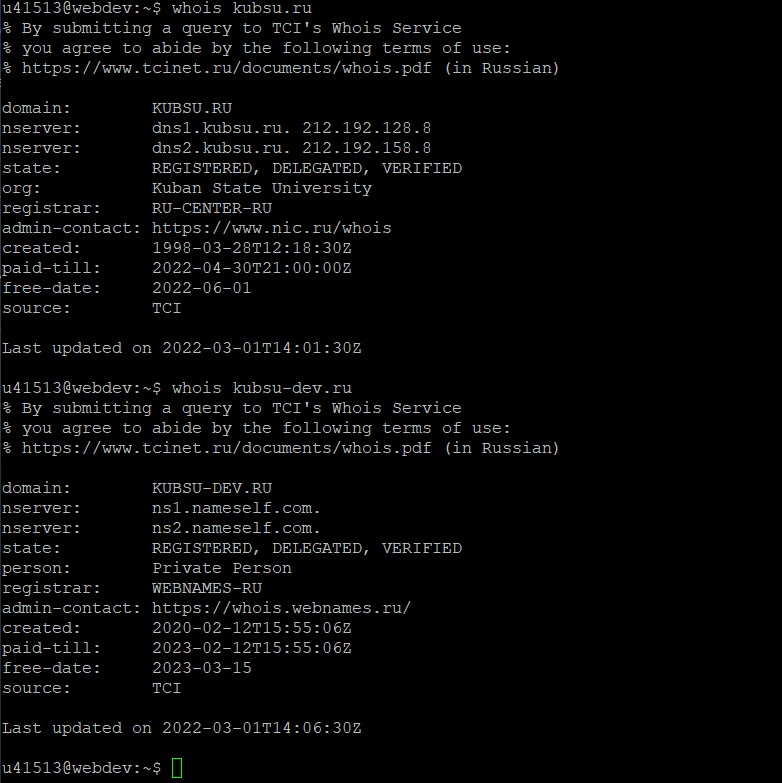 u41513@webdev:~$ whois kubsu.ru
% By submitting a query to TCI's Whois Service
% you agree to abide by the following terms of use:
% https://www.tcinet.ru/documents/whois.pdf (in Russian)
domain:        KUBSU.RU
nserver:       dns1.kubsu.ru. 212.192.128.8
nserver:       dns2.kubsu.ru. 212.192.158.8
state:         REGISTERED, DELEGATED, VERIFIED
org:           Kuban State University
registrar:     RU-CENTER-RU
admin-contact: https://www.nic.ru/whois
created:       1998-03-28T12:18:30Z
paid-till:     2022-04-30T21:00:00Z
free-date:     2022-06-01
source:        TCI
Last updated on 2022-03-01T14:01:30Z
u41513@webdev:~$ whois kubsu-dev.ru
% By submitting a query to TCI's Whois Service
% you agree to abide by the following terms of use:
% https://www.tcinet.ru/documents/whois.pdf (in Russian)
domain:        KUBSU-DEV.RU
nserver:       ns1.nameself.com.
nserver:       ns2.nameself.com.
state:         REGISTERED, DELEGATED, VERIFIED
person:        Private Person
registrar:     WEBNAMES-RU
admin-contact: https://whois.webnames.ru/
created:       2020-02-12T15:55:06Z
paid-till:     2023-02-12T15:55:06Z
free-date:     2023-03-15
source:        TCI
Last updated on 2022-03-01T14:06:30Z
u41513@webdev:~$